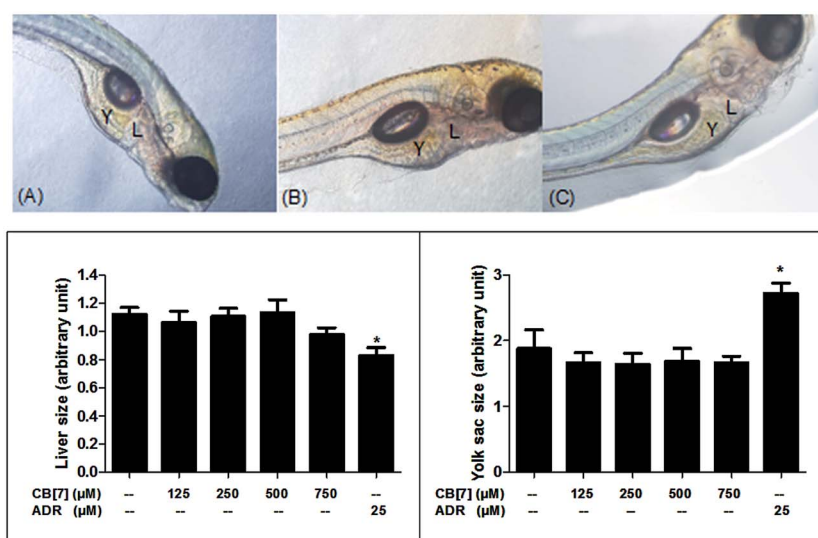 Y L (A)
Y L (B)
Y L (C)
Liver size (arbitrary unit)
1.4
1.2
1.0
0.8
0.6
0.4
0.2
0.0
*
CB[7] (µM) -- 125 250 500 750 --
ADR (µM) -- -- -- -- -- 25
Yolk sac size (arbitrary unit)
3
2
1
0
*
CB[7] (µM) -- 125 250 500 750 --
ADR (µM) -- -- -- -- -- 25